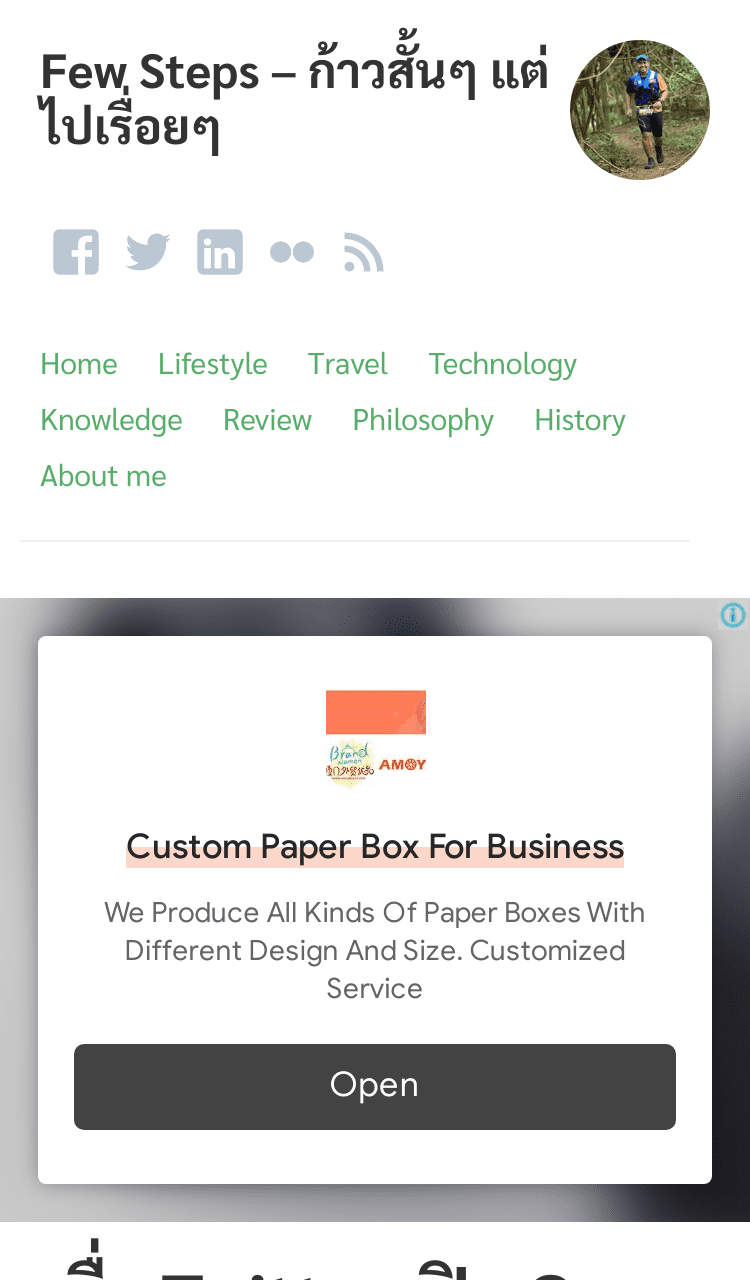 Few Steps – ก้าวสั้นๆ แต่
ไปเรื่อยๆ
Home Lifestyle Travel Technology
Knowledge Review Philosophy History
About me
Brand
AMOY
Custom Paper Box For Business
We Produce All Kinds Of Paper Boxes With
Different Design And Size. Customized
Service
Open